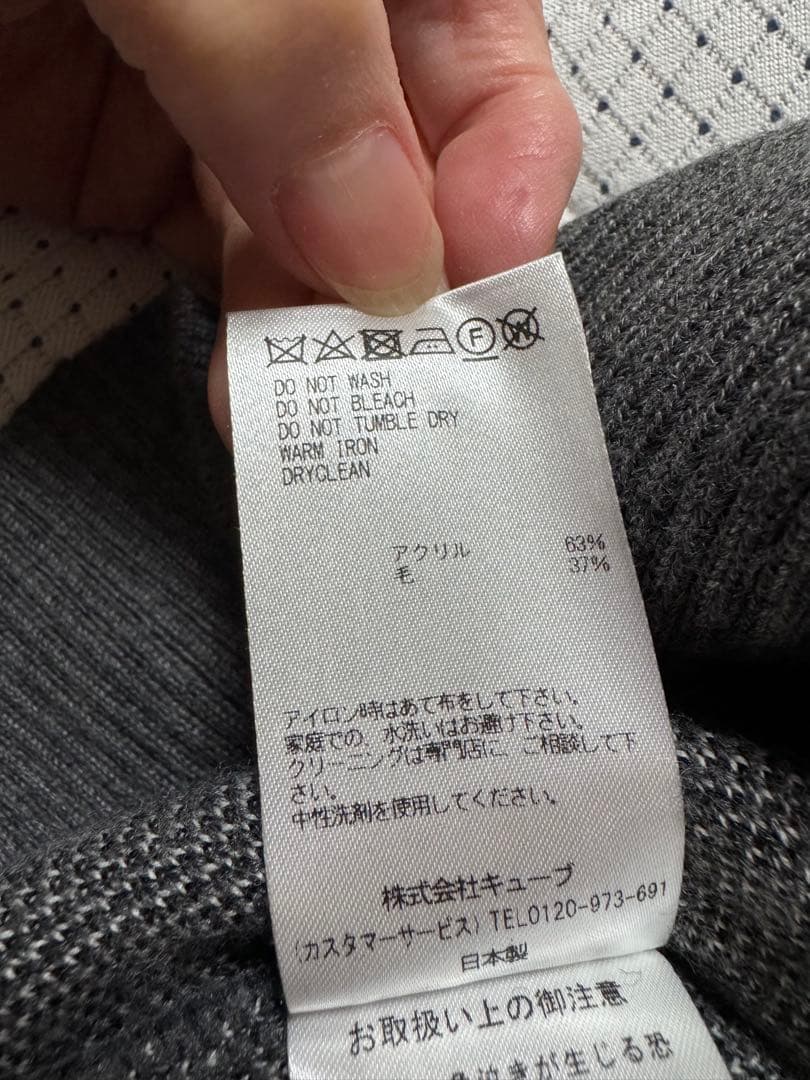 F W
DO NOT WASH
DO NOT BLEACH
DO NOT TUMBLE DRY
WARM IRON
DRYCLEAN
アクリル 63%
毛 37%
アイロン時はあて布をして下さい。
家庭での、水洗いはお避け下さい。
クリーニングは専門店に、ご相談して下
さい。
中性洗剤を使用してください。
株式会社キューブ
(カスタマーサービス) TEL0120-973-691
日本製
お取扱い上の御注意
が生じる恐